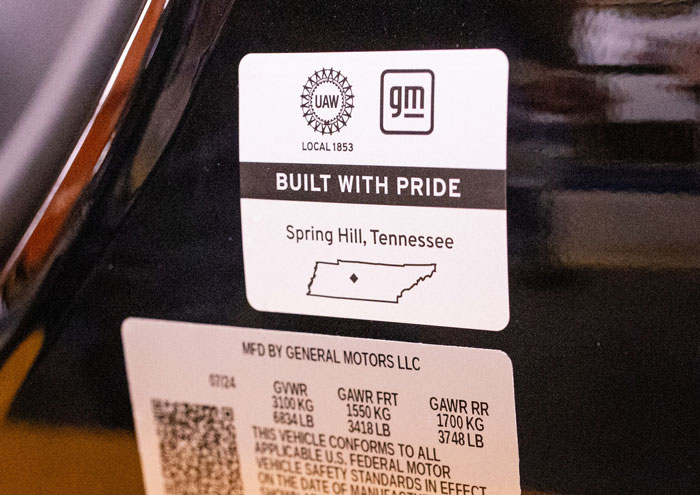 UAW
gm
LOCAL 1853
BUILT WITH PRIDE
Spring Hill, Tennessee
MFD BY GENERAL MOTORS LLC
07/24
GVWR
3100 KG
6834 LB
GAWR FRT
1550 KG
3418 LB
GAWR RR
1700 KG
3748 LB
THIS VEHICLE CONFORMS TO ALL
APPLICABLE U.S. FEDERAL MOTOR
VEHICLE SAFETY STANDARDS IN EFFECT
ON THE DATE OF MANUFACTURE